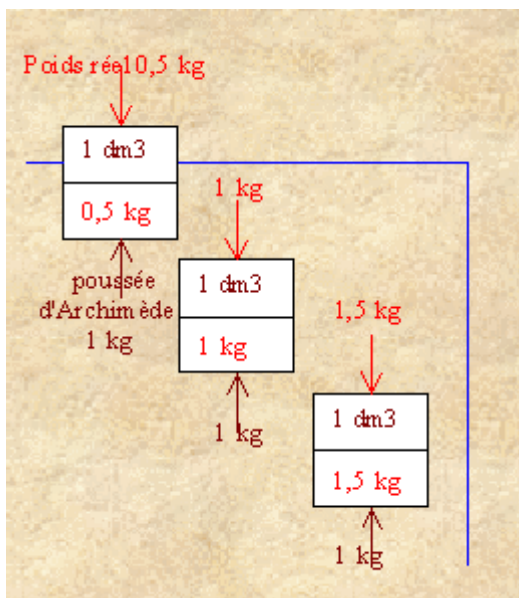 Poids réel0,5 kg
1 dm3
0,5 kg
poussée
d'Archimède
1 kg
1 kg
1 dm3
1 kg
1 kg
1,5 kg
1 dm3
1,5 kg
1 kg